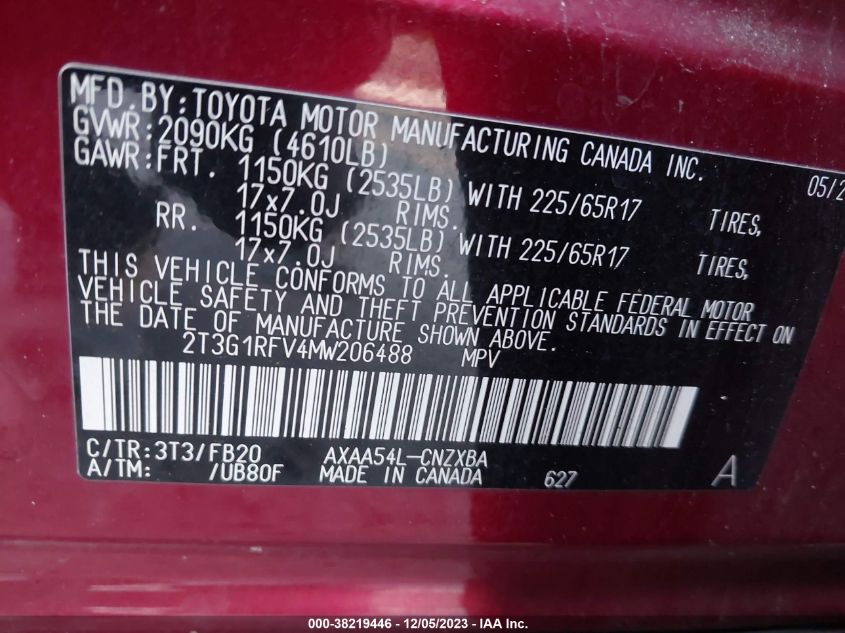 MFD. BY: TOYOTA MOTOR MANUFACTURING CANADA INC.
GVWR: 2090KG (4610LB) 05/2
GAWR: FRT. 1150KG (2535LB) WITH 225/65R17 TIRES,
17x7.0J RIMS.
RR. 1150KG (2535LB) WITH 225/65R17 TIRES,
17x7.0J RIMS.
THIS VEHICLE CONFORMS TO ALL APPLICABLE FEDERAL MOTOR
VEHICLE SAFETY AND THEFT PREVENTION STANDARDS IN EFFECT ON
THE DATE OF MANUFACTURE SHOWN ABOVE.
2T3G1RFV4MW206488 MPV
C/TR: 3T3/FB20 AXAA54L-CNZXBA
A/TM: /UB80F MADE IN CANADA 627 A
000-38219446 - 12/05/2023 - IAA Inc.